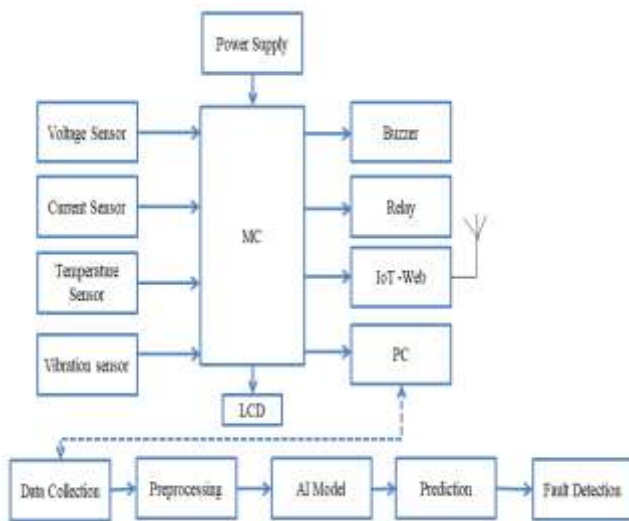 Power Supply
Voltage Sensor
Buzzer
Current Sensor
Relay
MC
Temperature
Sensor
IoT -Web
Vibration sensor
PC
LCD
Data Collection
Preprocessing
AI Model
Prediction
Fault Detection